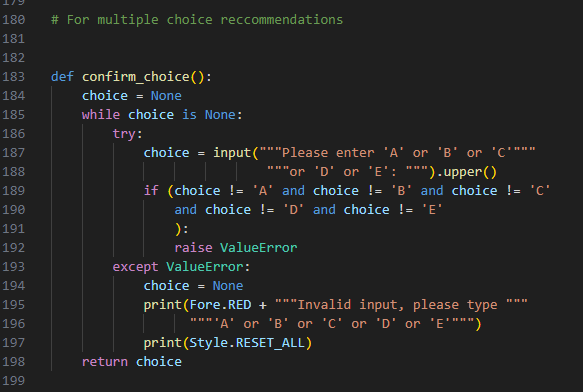 179
180 # For multiple choice reccommendations
181
182
183 def confirm_choice():
184     choice = None
185     while choice is None:
186         try:
187             choice = input("""Please enter 'A' or 'B' or 'C'"""
188                             """or 'D' or 'E': """).upper()
189             if (choice != 'A' and choice != 'B' and choice != 'C'
190                 and choice != 'D' and choice != 'E'
191                 ):
192                 raise ValueError
193         except ValueError:
194             choice = None
195             print(Fore.RED + """Invalid input, please type """
196                   """'A' or 'B' or 'C' or 'D' or 'E'""")
197             print(Style.RESET_ALL)
198     return choice
199